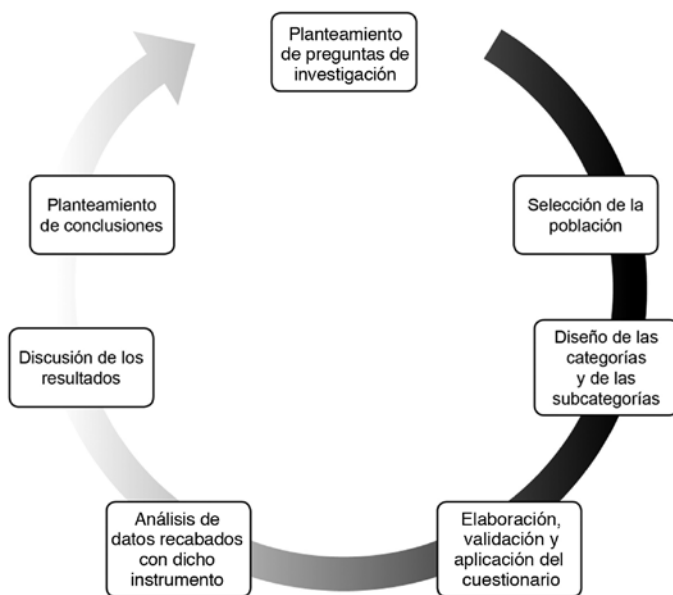 Planteamiento
de preguntas de
investigación
Selección de la
población
Diseño de las
categorías
y de las
subcategorías
Elaboración,
validación y
aplicación del
cuestionario
Análisis de
datos recabados
con dicho
instrumento
Discusión de los
resultados
Planteamiento
de conclusiones